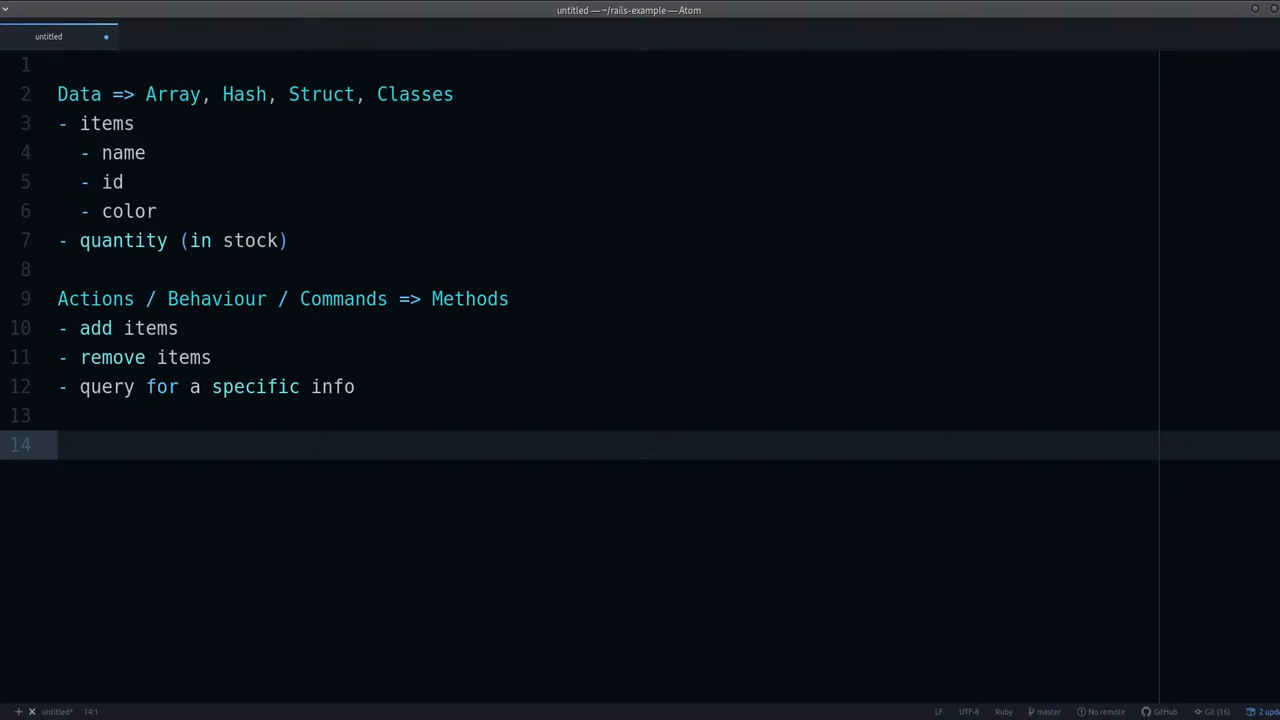 untitled — ~/rails-example — Atom
untitled
1
2 Data => Array, Hash, Struct, Classes
3 - items
4 - name
5 - id
6 - color
7 - quantity (in stock)
8
9 Actions / Behaviour / Commands => Methods
10 - add items
11 - remove items
12 - query for a specific info
13
14
untitled* 14:1 LF UTF-8 Ruby master No remote GitHub Git (16) 2 upd